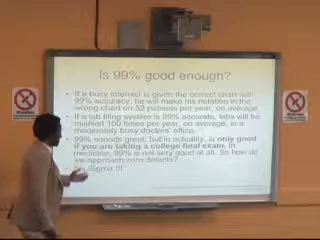 Is 99% good enough?
• If a busy internist is given the correct chart with
99% accuracy, he will make his notation in the
wrong chart on 52 patients per year, on average.
• If a lab filing system is 99% accurate, labs will be
misfiled 100 times per year, on average, in a
moderately busy doctors' office.
• 99% sounds great, but in actuality, is only good
if you are taking a college final exam. In
medicine, 99% is not very good at all. So how do
we approach zero defects?
Six Sigma !!!